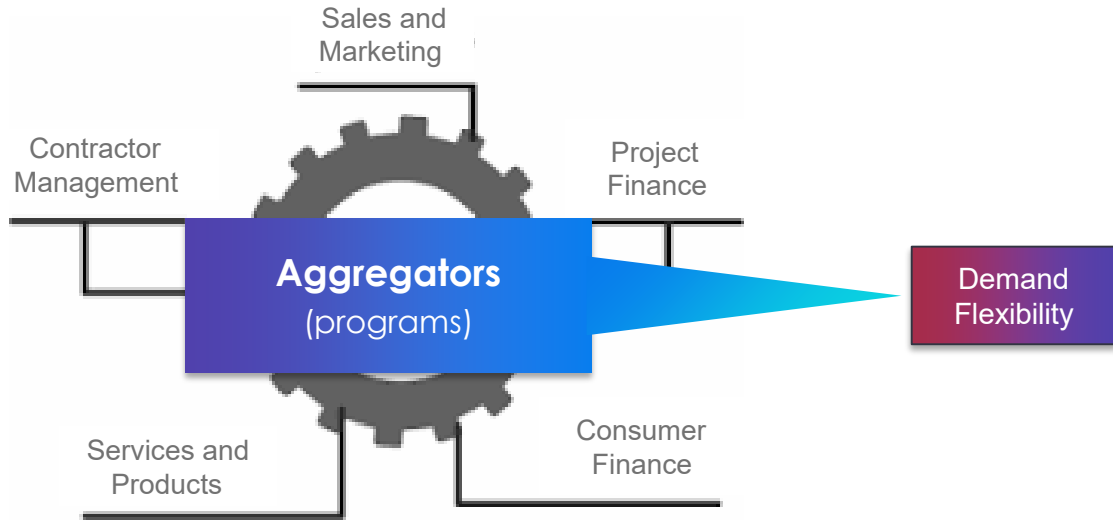 Sales and
Marketing
Contractor
Management
Project
Finance
Aggregators
(programs)
Demand
Flexibility
Services and
Products
Consumer
Finance